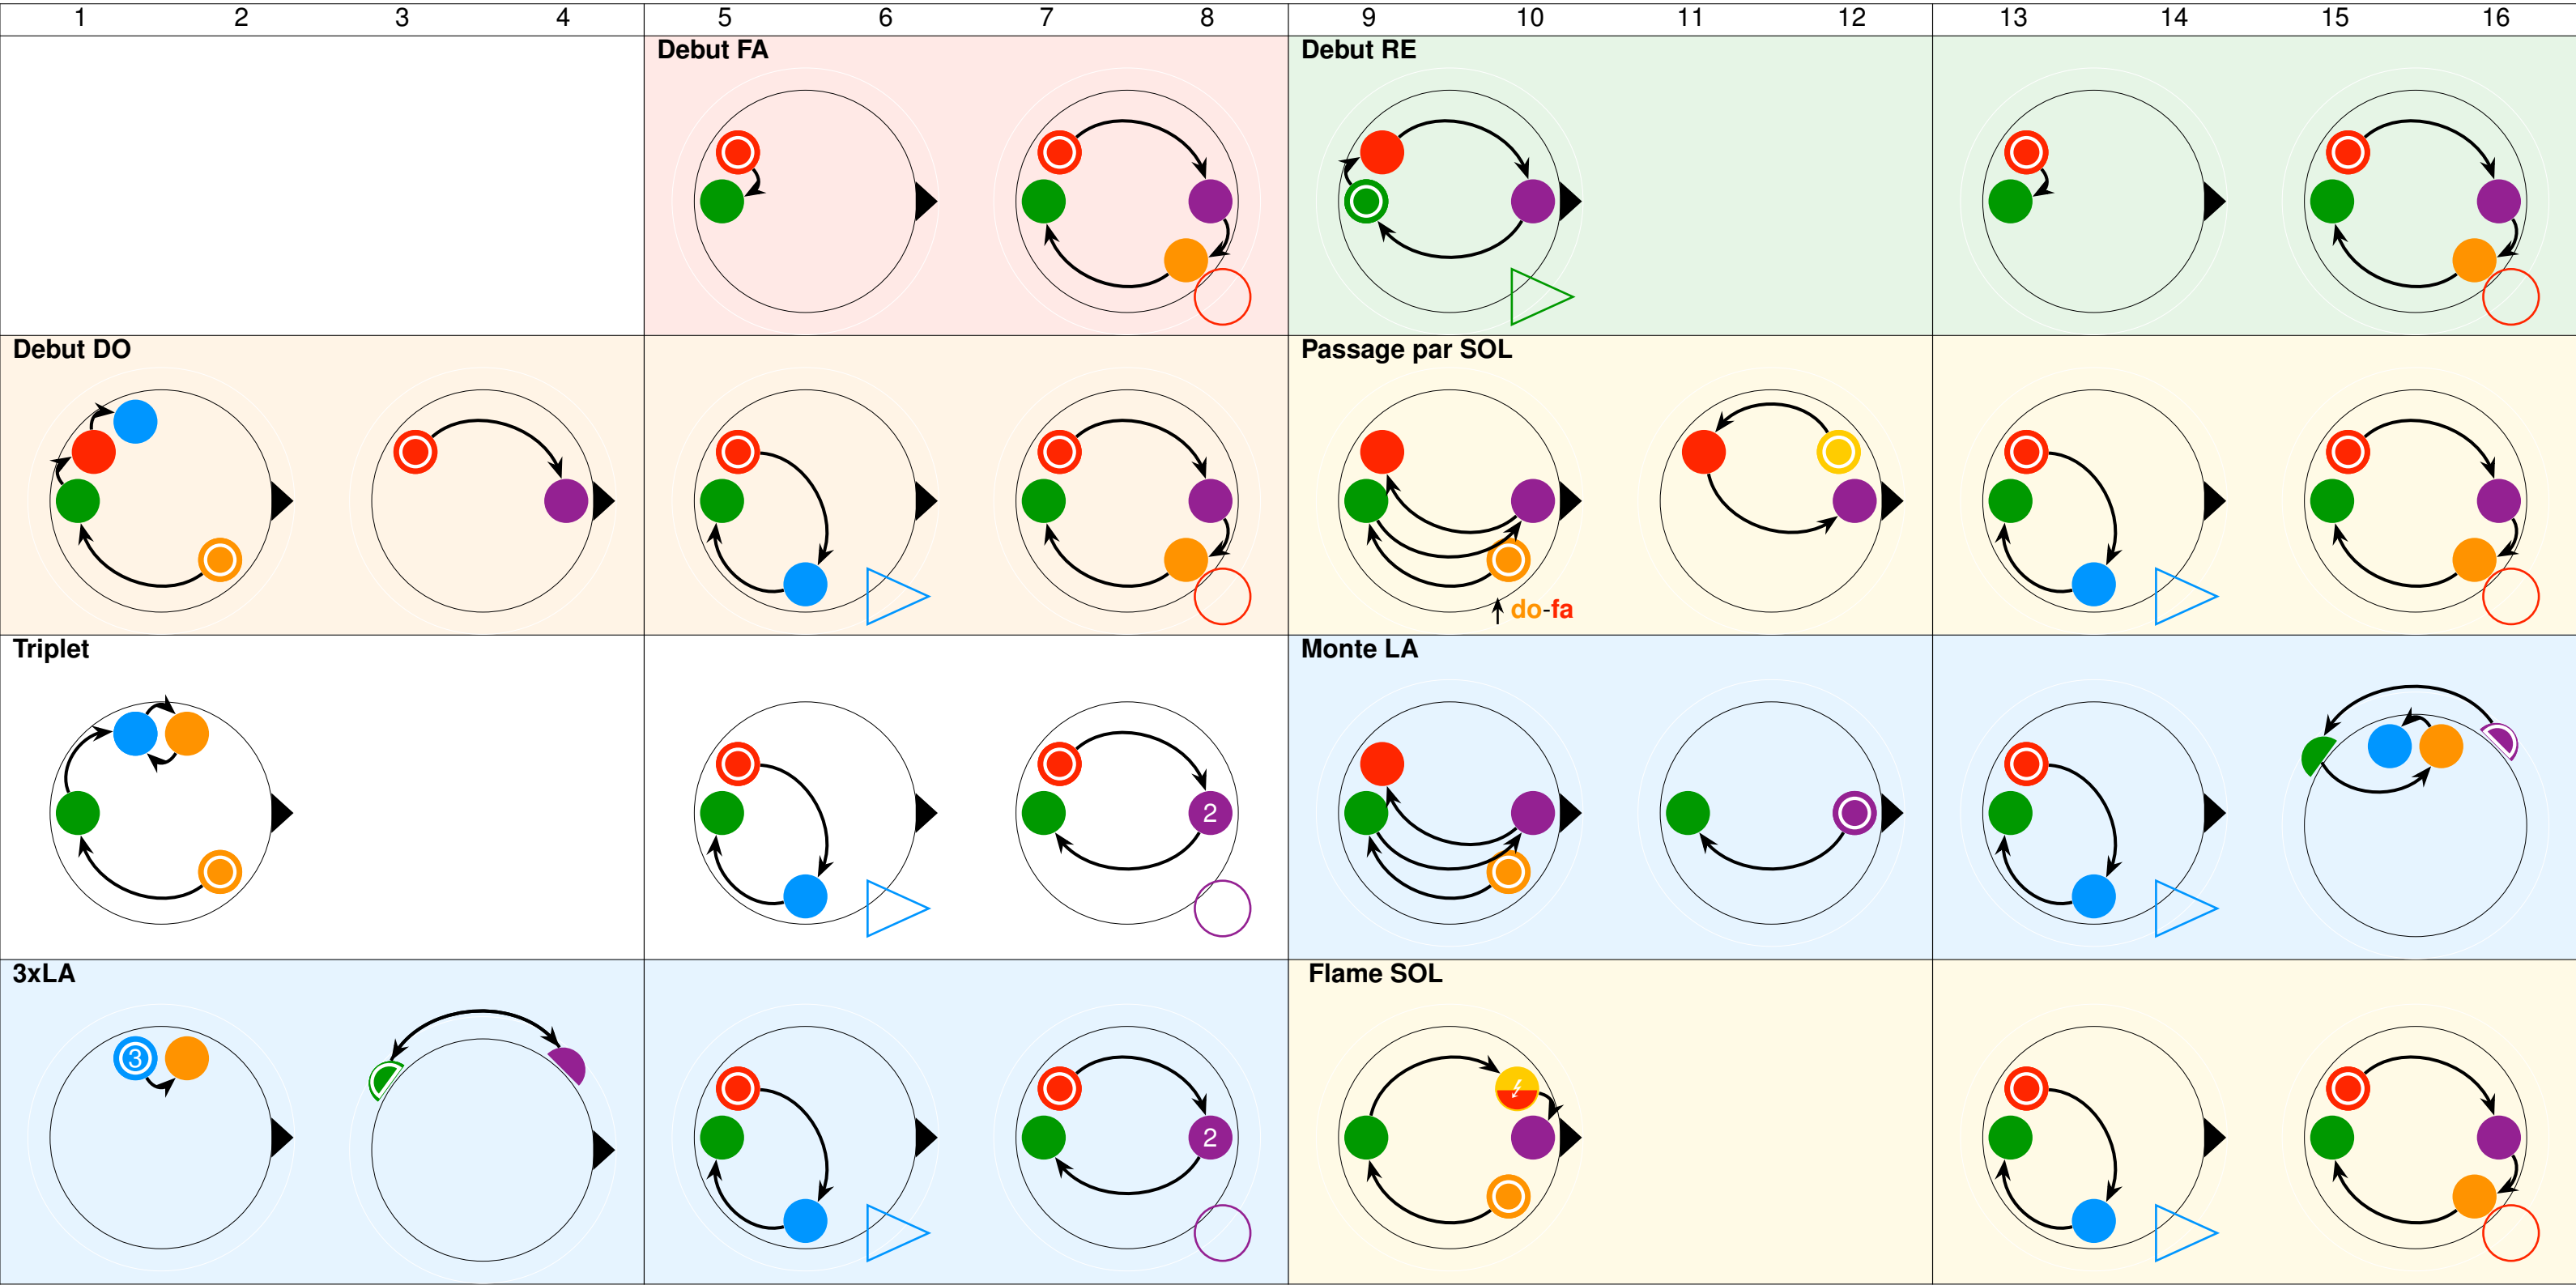 1 2 3 4 5 6 7 8 9 10 11 12 13 14 15 16
Debut FA
Debut RE
Debut DO
Passage par SOL
do-fa
Triplet
2
Monte LA
3xLA
3
2
Flame SOL